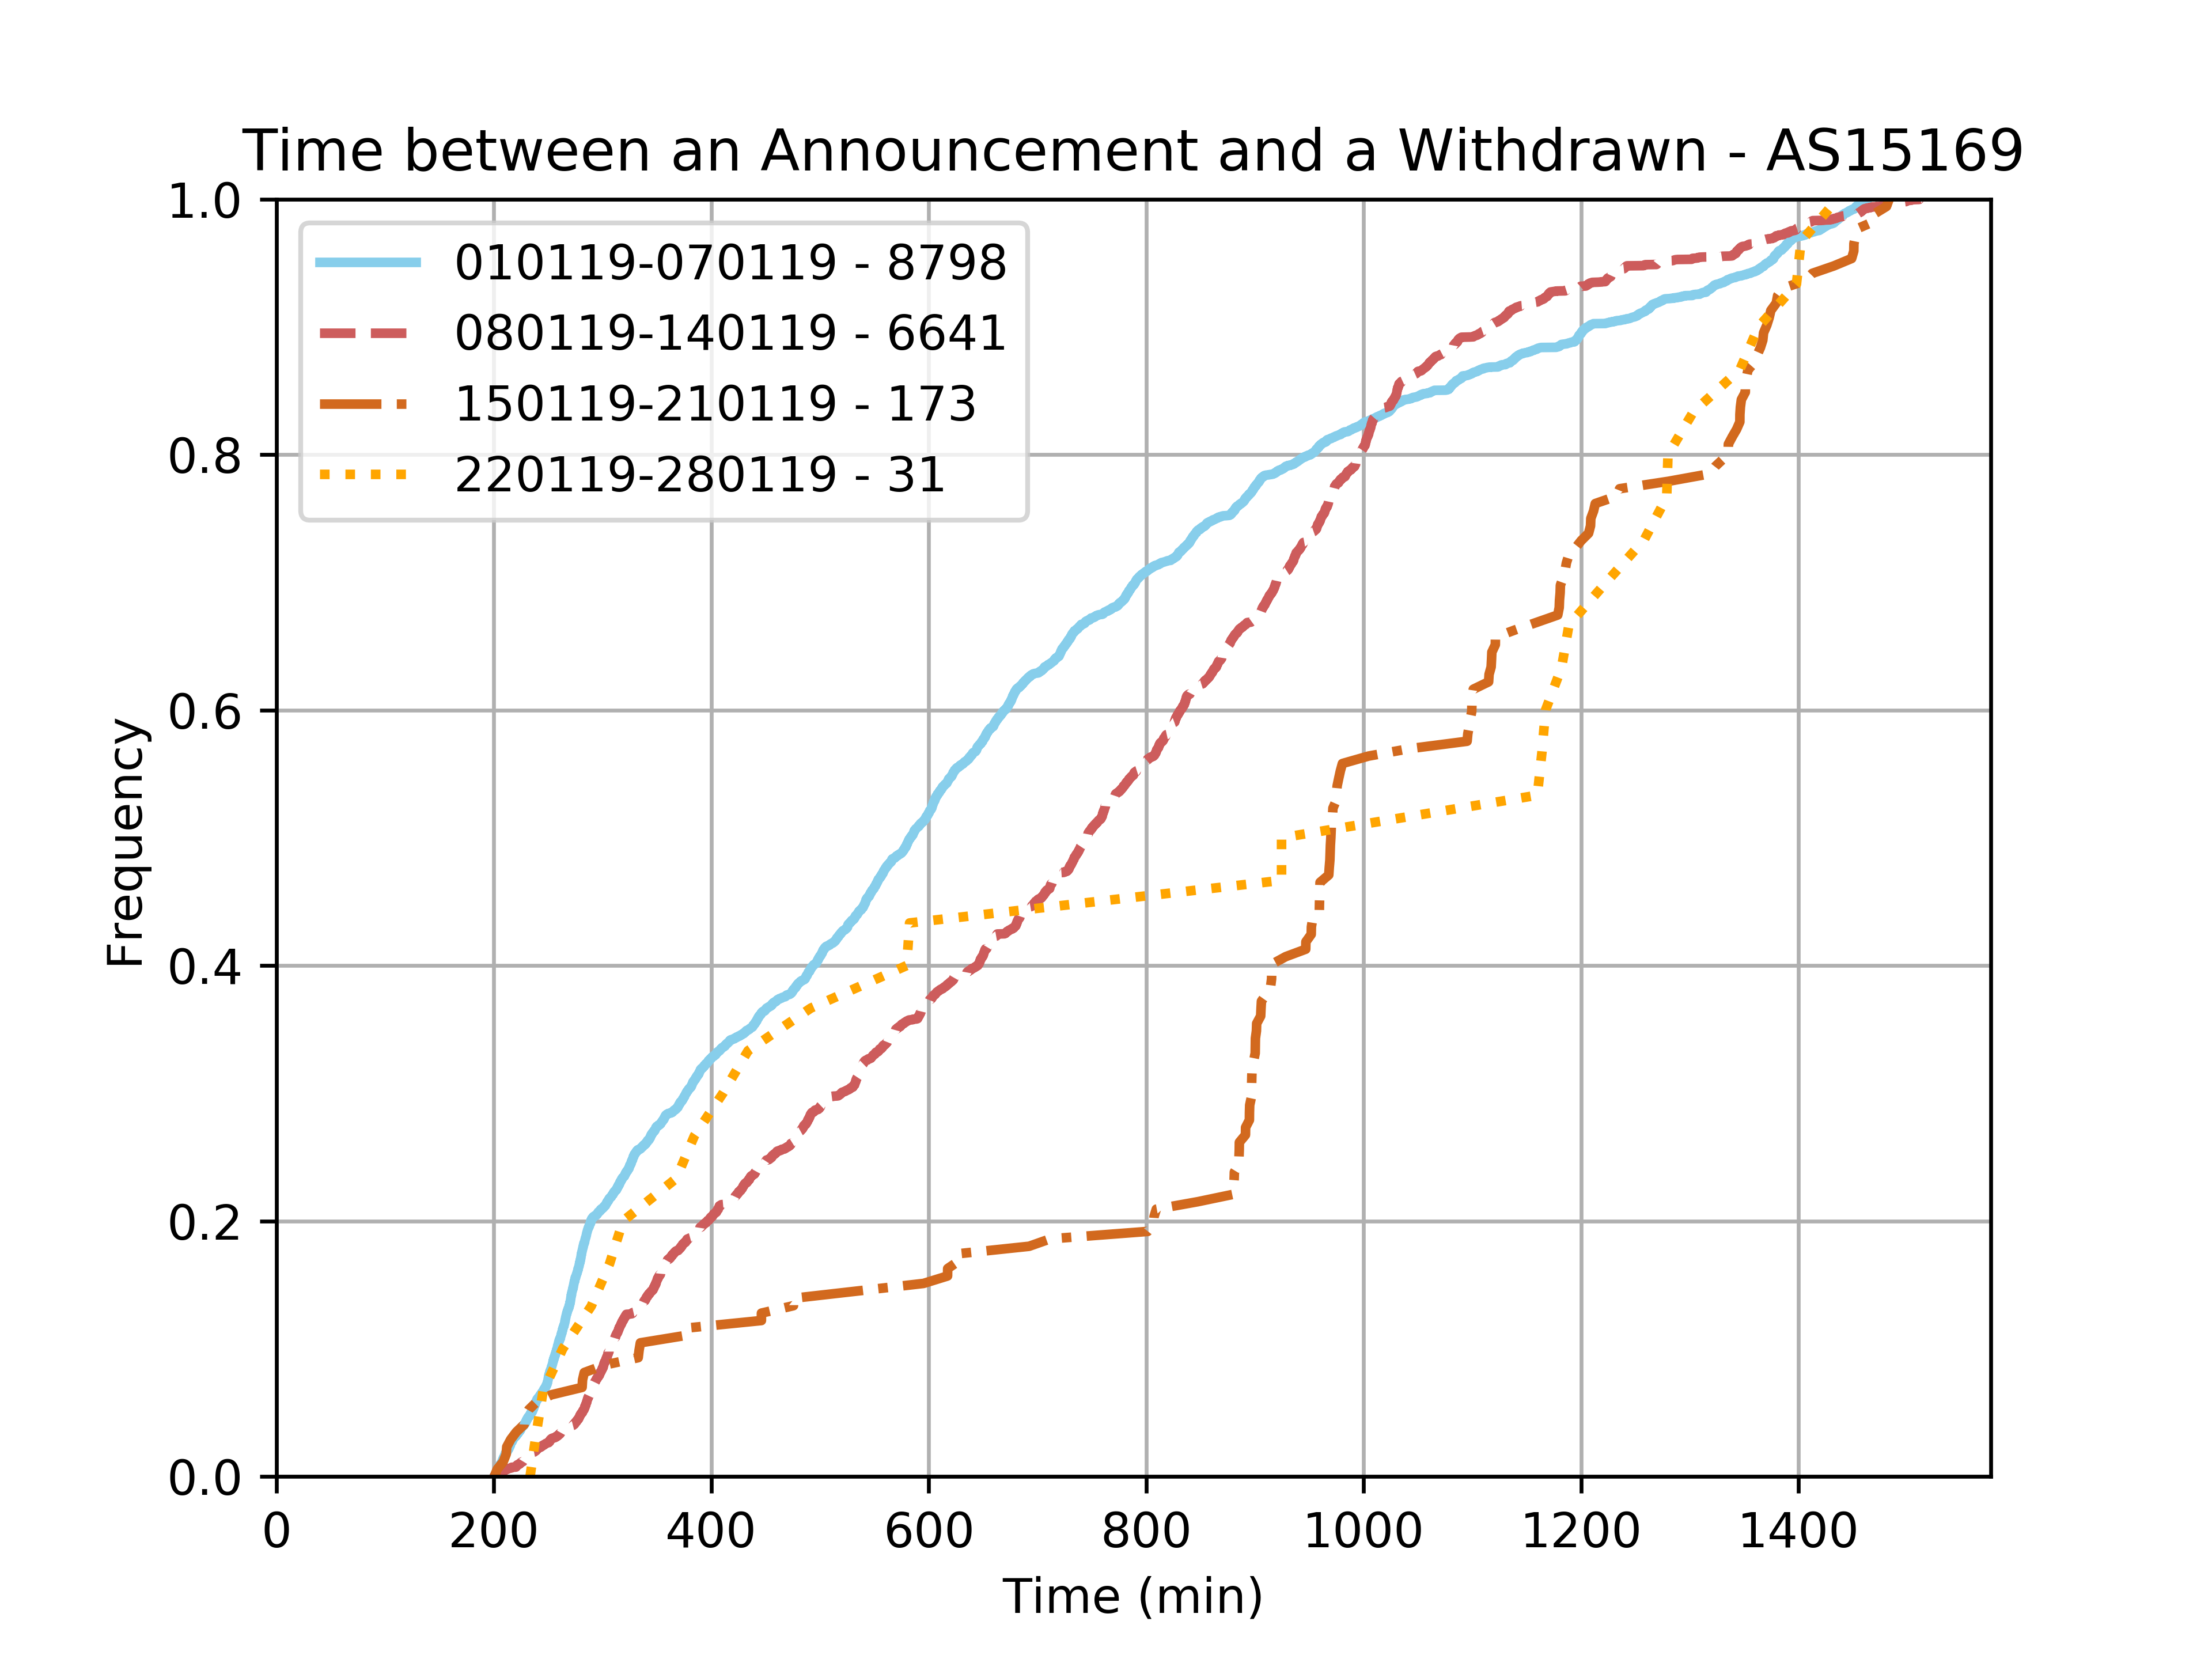 Time between an Announcement and a Withdrawn - AS15169
1.0
0.8
0.6
0.4
0.2
0.0
Frequency
010119-070119 - 8798
080119-140119 - 6641
150119-210119 - 173
220119-280119 - 31
0 200 400 600 800 1000 1200 1400
Time (min)